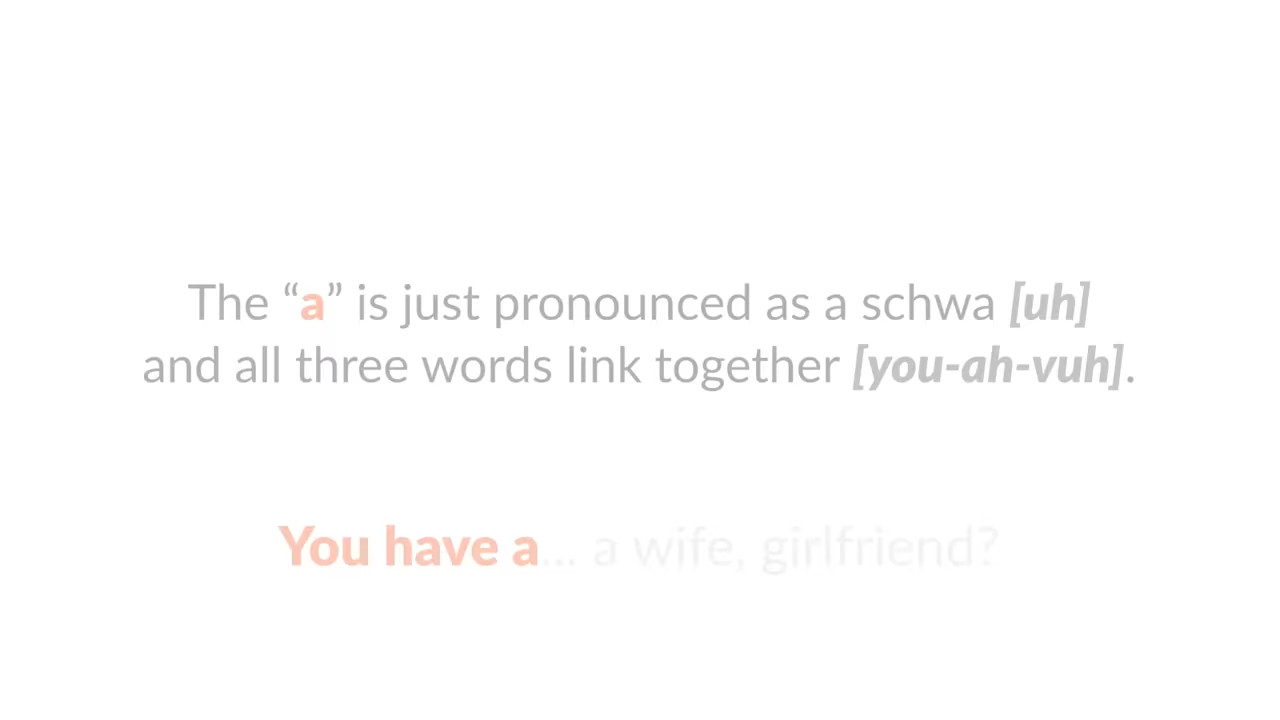 The “a” is just pronounced as a schwa [uh]
and all three words link together [you-ah-vuh].
You have a... a wife, girlfriend?